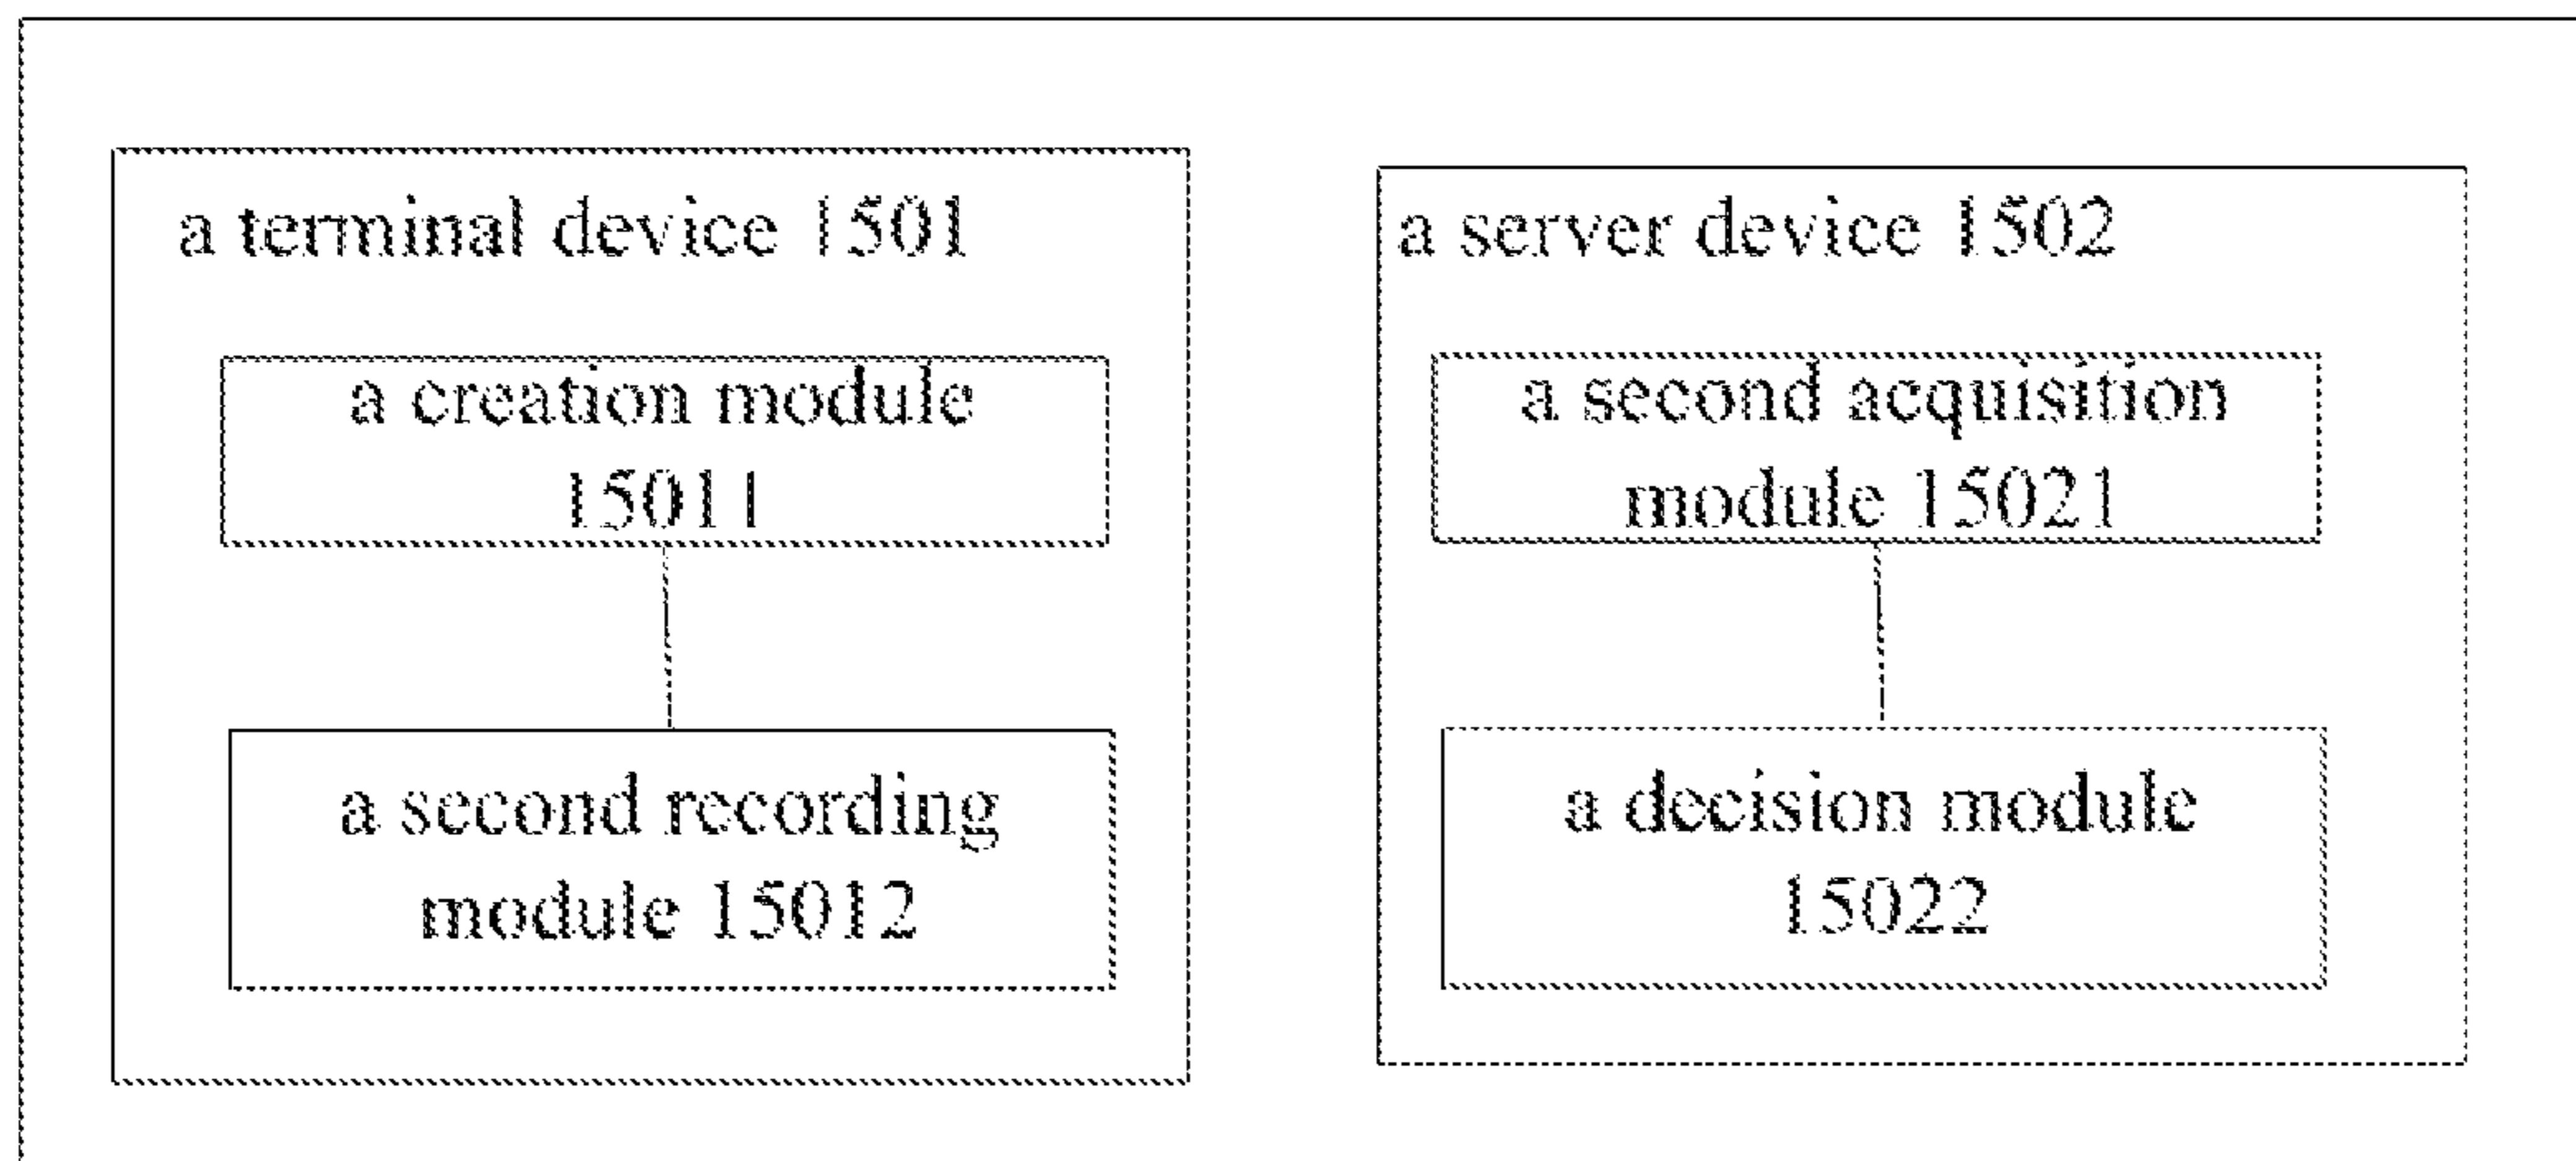 a terminal device 1501
a creation module
15011
a second recording
module 15012
a server device 1502
a second acquisition
module 15021
a decision module
15022